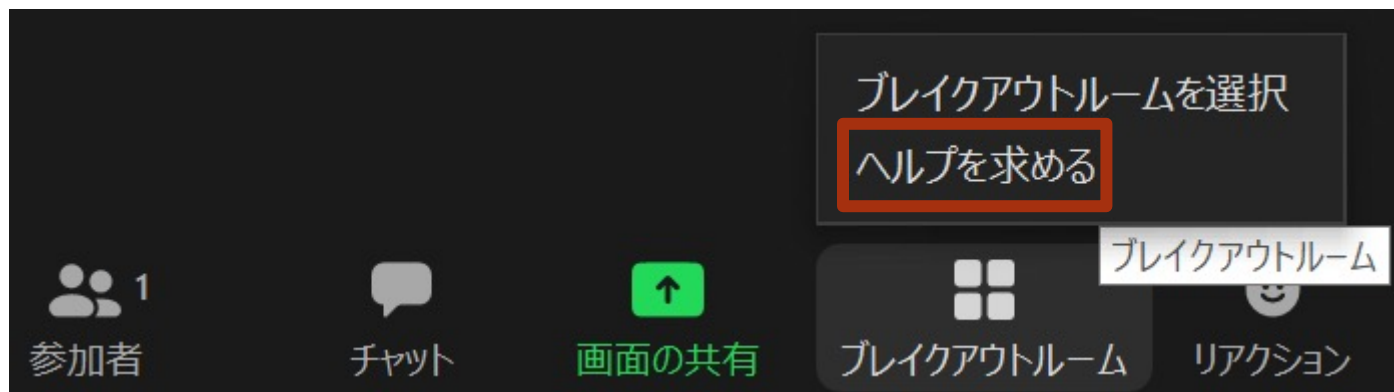 ブレイクアウトルームを選択
ヘルプを求める
ブレイクアウトルーム
1
参加者
チャット
画面の共有
ブレイクアウトルーム
リアクション